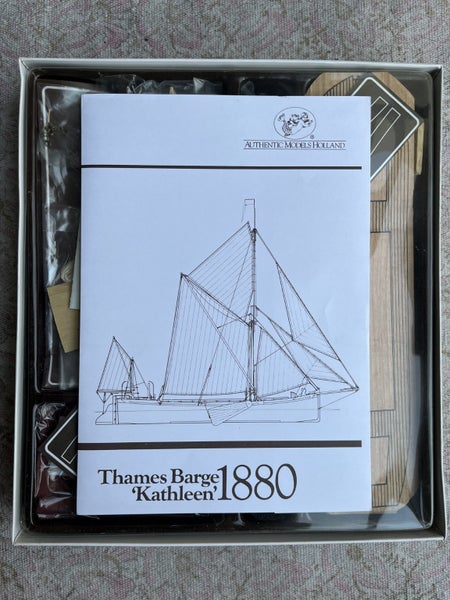 AUTHENTIC MODELS HOLLAND
Thames Barge
'Kathleen' 1880